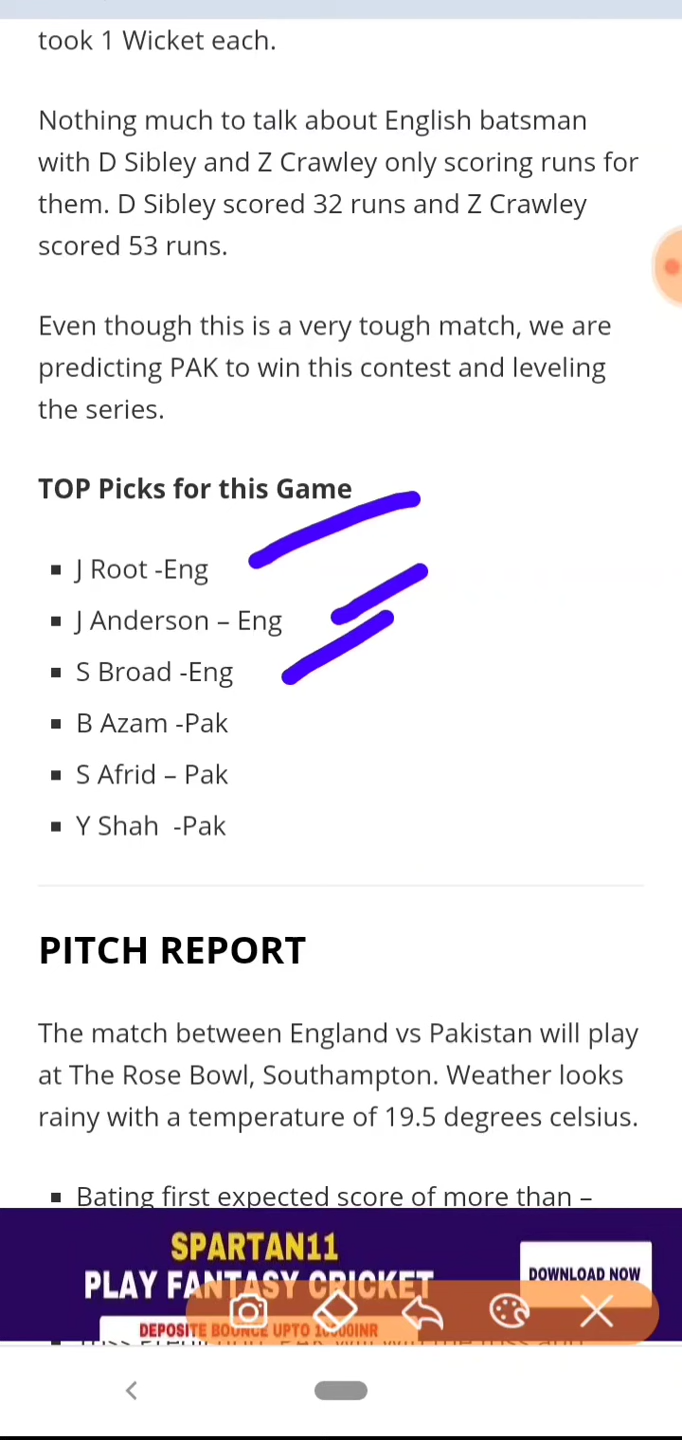 took 1 Wicket each.
Nothing much to talk about English batsman
with D Sibley and Z Crawley only scoring runs for
them. D Sibley scored 32 runs and Z Crawley
scored 53 runs.
Even though this is a very tough match, we are
predicting PAK to win this contest and leveling
the series.
TOP Picks for this Game
J Root -Eng
J Anderson – Eng
S Broad -Eng
B Azam -Pak
S Afrid – Pak
Y Shah -Pak
PITCH REPORT
The match between England vs Pakistan will play
at The Rose Bowl, Southampton. Weather looks
rainy with a temperature of 19.5 degrees celsius.
Bating first expected score of more than –
SPARTAN11
PLAY FANTASY CRICKET
DOWNLOAD NOW
DEPOSITE BOUNCE UPTO 10000INR